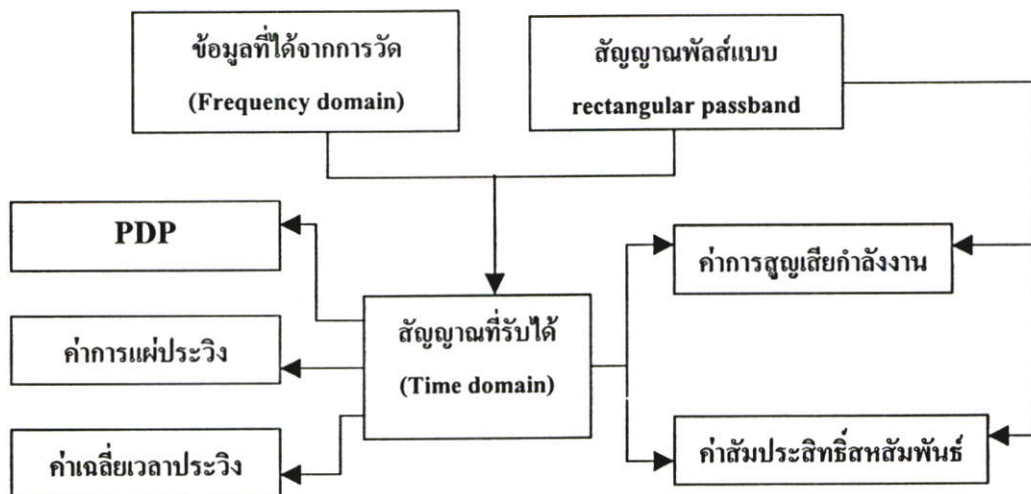 ข้อมูลที่ได้จากการวัด
(Frequency domain)
สัญญาณพัลส์แบบ
rectangular passband
PDP
ค่าการแผ่ประวิง
ค่าเฉลี่ยเวลาประวิง
สัญญาณที่รับได้
(Time domain)
ค่าการสูญเสียกำลังงาน
ค่าสัมประสิทธิ์สหสัมพันธ์